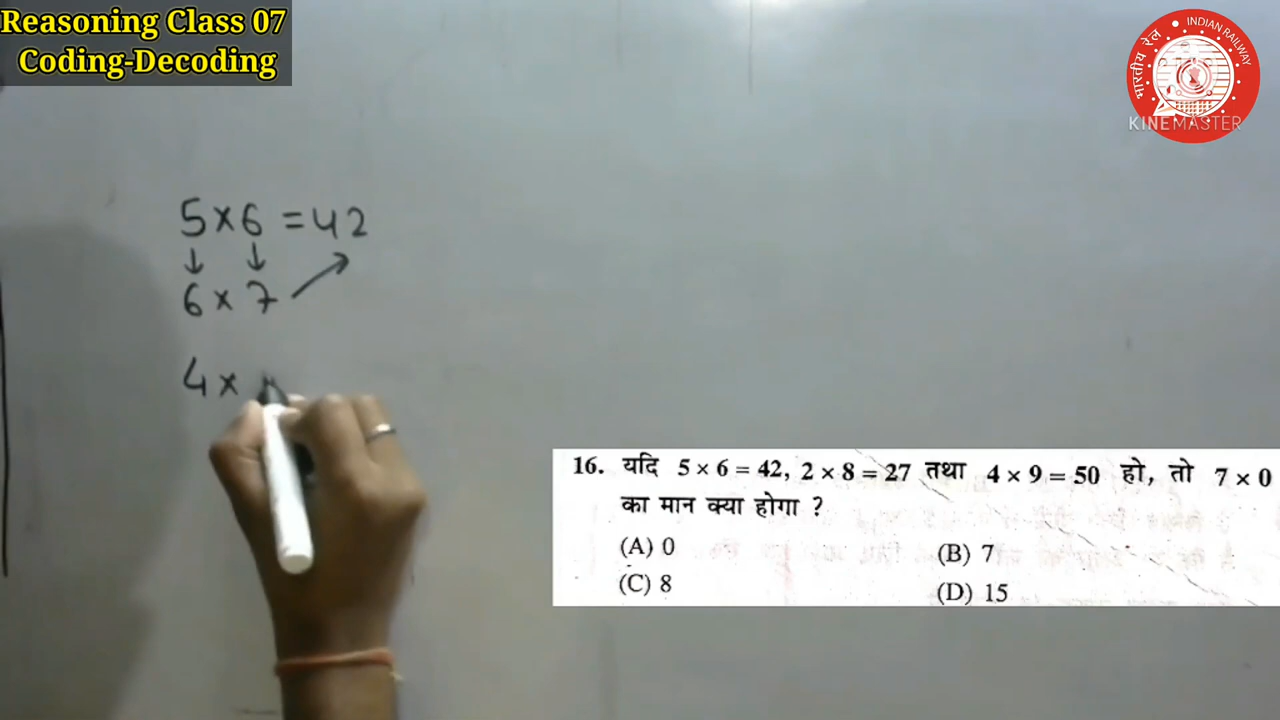 Reasoning Class 07
Coding-Decoding
भारतीय रेल • INDIAN RAILWAY
KINEMASTER
5×6=42
↓ ↓
6×7
4×
16. यदि 5 × 6 = 42, 2 × 8 = 27 तथा 4 × 9 = 50 हो, तो 7 × 0
का मान क्या होगा ?
(A) 0 (B) 7
(C) 8 (D) 15